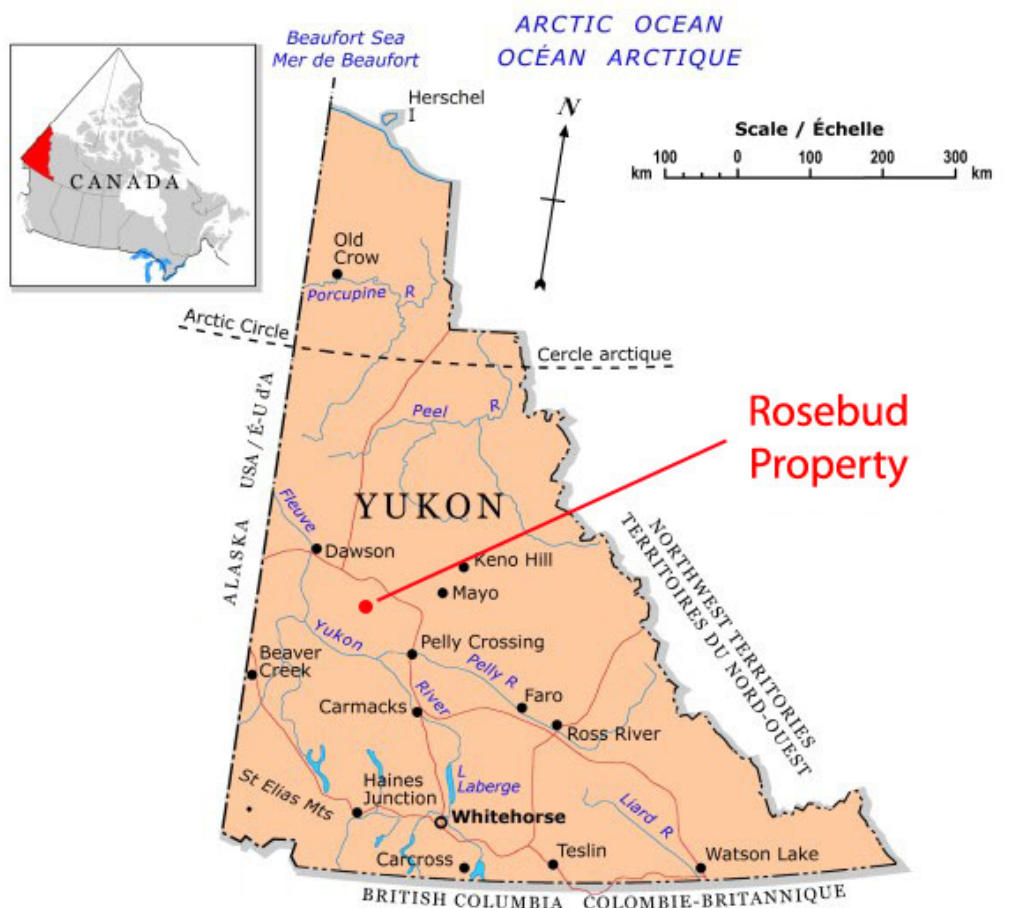 ARCTIC OCEAN
OCÉAN ARCTIQUE
Beaufort Sea
Mer de Beaufort
Herschel
I
N
Scale / Échelle
100 0 100 200 300
km km
CANADA
Old
Crow
Porcupine R
Arctic Circle
Cercle arctique
Peel R
Rosebud
Property
ALASKA USA / É-U d'A
YUKON
Fleuve
Dawson
Keno Hill
Mayo
NORTHWEST TERRITORIES
TERRITOIRES DU NORD-OUEST
Yukon
River
Pelly Crossing
Pelly R
Beaver
Creek
Carmacks
Faro
Ross River
L
Laberge
Haines
Junction
St Elias Mts
Whitehorse
Liard R
Carcross
Teslin
Watson Lake
BRITISH COLUMBIA COLOMBIE-BRITANNIQUE